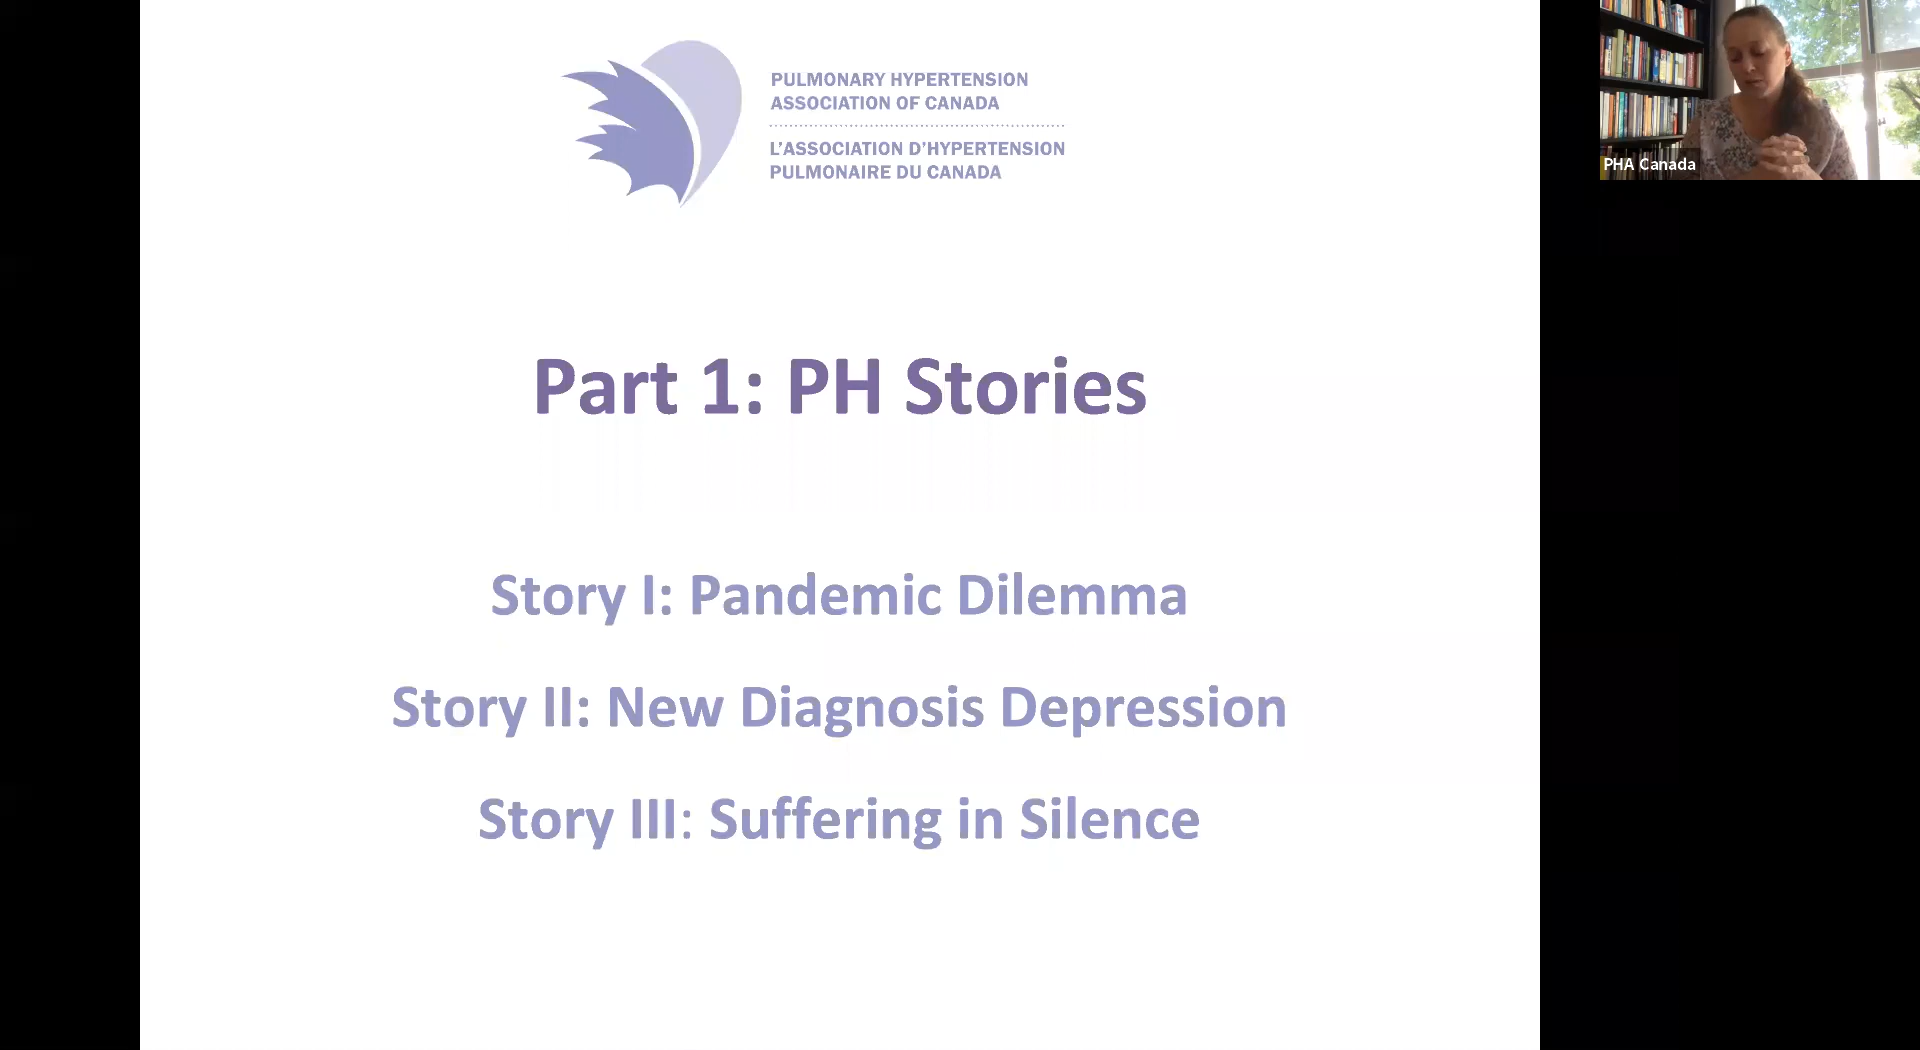 PULMONARY HYPERTENSION
ASSOCIATION OF CANADA
L'ASSOCIATION D'HYPERTENSION
PULMONAIRE DU CANADA
PHA Canada
Part 1: PH Stories
Story I: Pandemic Dilemma
Story II: New Diagnosis Depression
Story III: Suffering in Silence